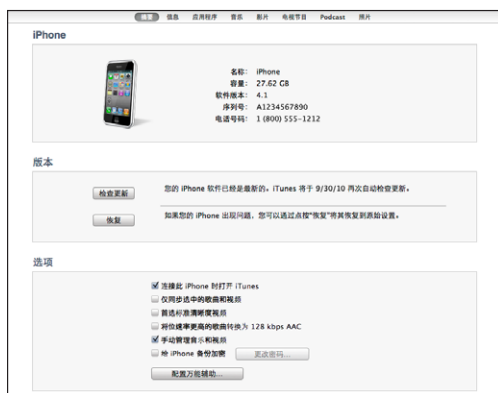 摘要 信息 应用程序 音乐 影片 电视节目 Podcast 照片
iPhone
名称： iPhone
容量： 27.62 GB
软件版本： 4.1
序列号： A1234567890
电话号码： 1 (800) 555-1212
版本
检查更新
您的 iPhone 软件已经是最新的。iTunes 将于 9/30/10 再次自动检查更新。
恢复
如果您的 iPhone 出现问题，您可以通过点按“恢复”将其恢复到原始设置。
选项
连接此 iPhone 时打开 iTunes
仅同步选中的歌曲和视频
首选标准清晰度视频
将位速率更高的歌曲转换为 128 kbps AAC
手动管理音乐和视频
给 iPhone 备份加密 更改密码...
配置万能辅助...